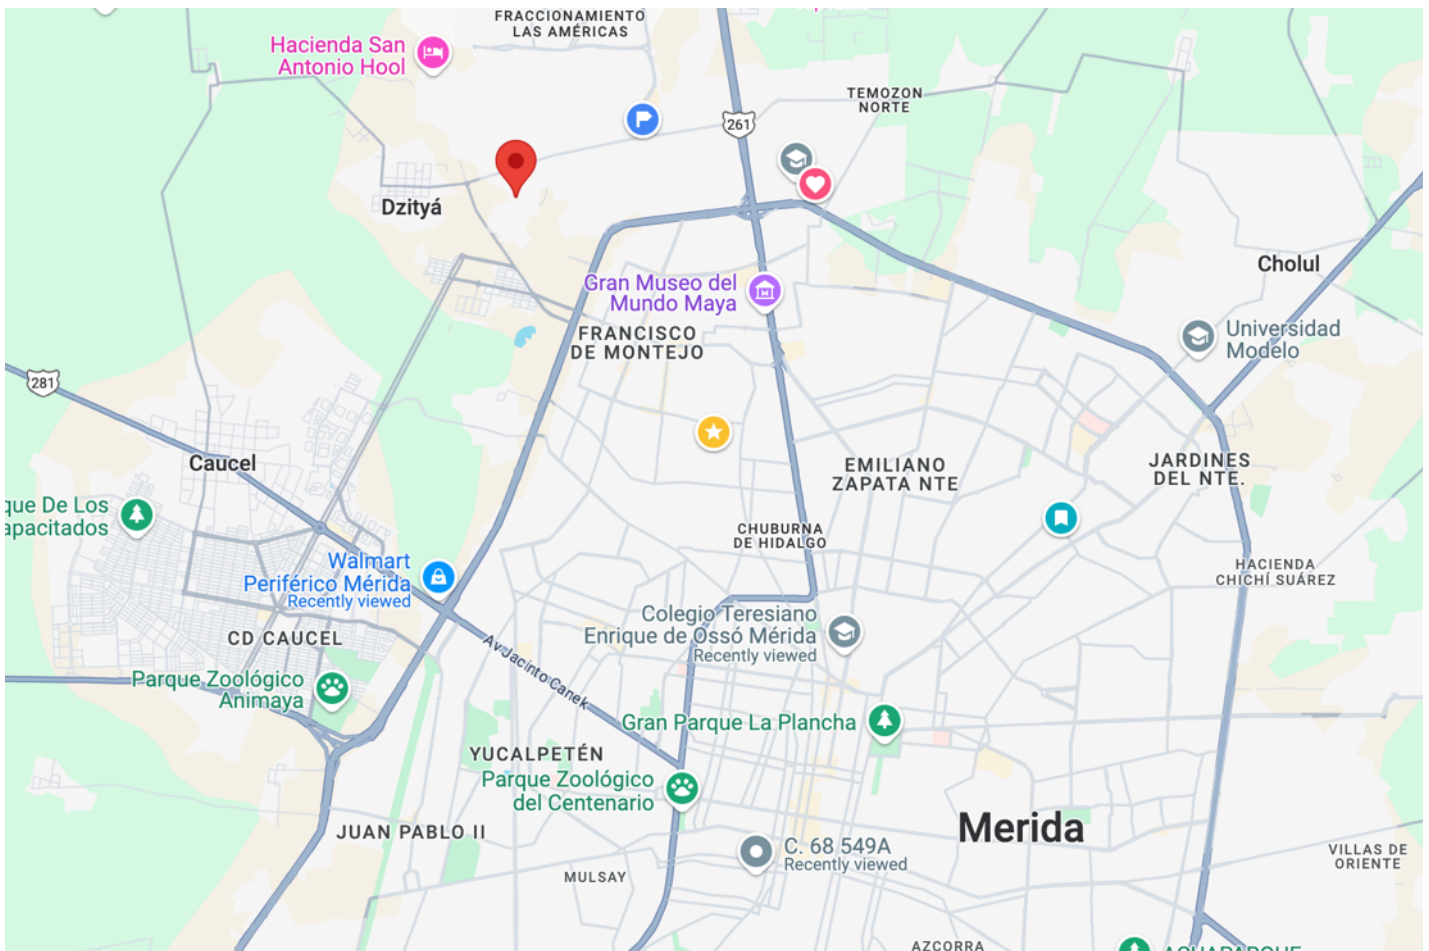 FRACCIONAMIENTO
LAS AMÉRICAS
Hacienda San
Antonio Hool
TEMOZON
NORTE
261
Dzityá
Cholul
Gran Museo del
Mundo Maya
FRANCISCO
DE MONTEJO
Universidad
Modelo
281
Caucel
EMILIANO
ZAPATA NTE
JARDINES
DEL NTE.
que De Los
apacitados
CHUBURNA
DE HIDALGO
Walmart
Periférico Mérida
Recently viewed
HACIENDA
CHICHÍ SUÁREZ
Colegio Teresiano
Enrique de Ossó Mérida
Recently viewed
CD CAUCEL
Av Jacinto Canek
Parque Zoológico
Animaya
Gran Parque La Plancha
YUCALPETÉN
Parque Zoológico
del Centenario
JUAN PABLO II
Merida
C. 68 549A
Recently viewed
VILLAS DE
ORIENTE
MULSAY
AZCORRA